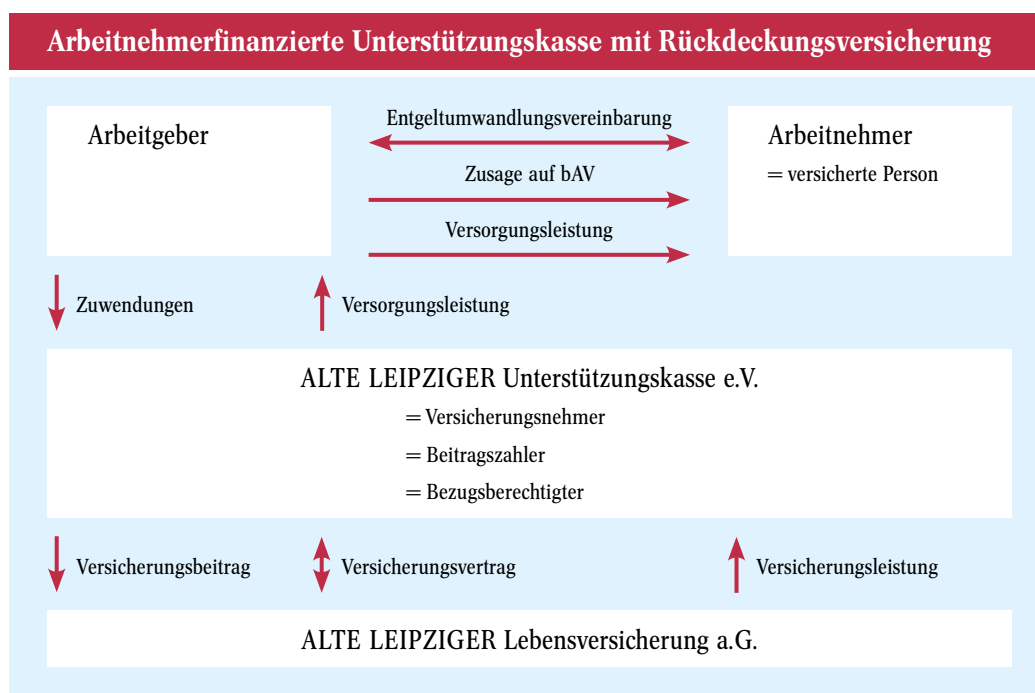 Arbeitnehmerfinanzierte Unterstützungskasse mit Rückdeckungsversicherung
Arbeitgeber
Entgeltumwandlungsvereinbarung
Zusage auf bAV
Versorgungsleistung
Arbeitnehmer
= versicherte Person
Zuwendungen
Versorgungsleistung
ALTE LEIPZIGER Unterstützungskasse e.V.
= Versicherungsnehmer
= Beitragszahler
= Bezugsberechtigter
Versicherungsbeitrag
Versicherungsvertrag
Versicherungsleistung
ALTE LEIPZIGER Lebensversicherung a.G.